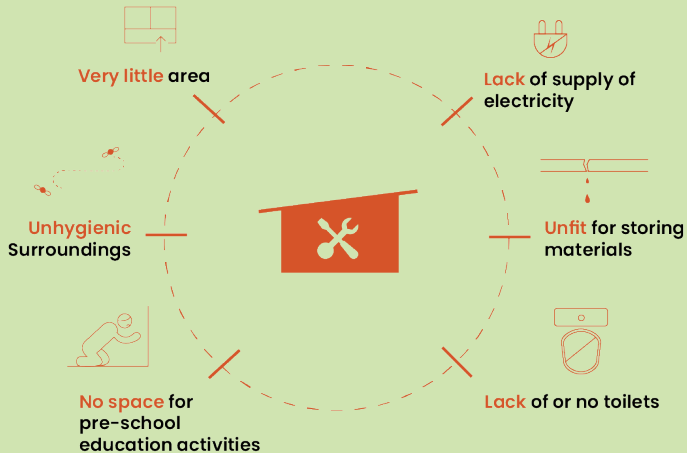 Very little area
Lack of supply of
electricity
Unhygienic
Surroundings
Unfit for storing
materials
No space for
pre-school
education activities
Lack of or no toilets